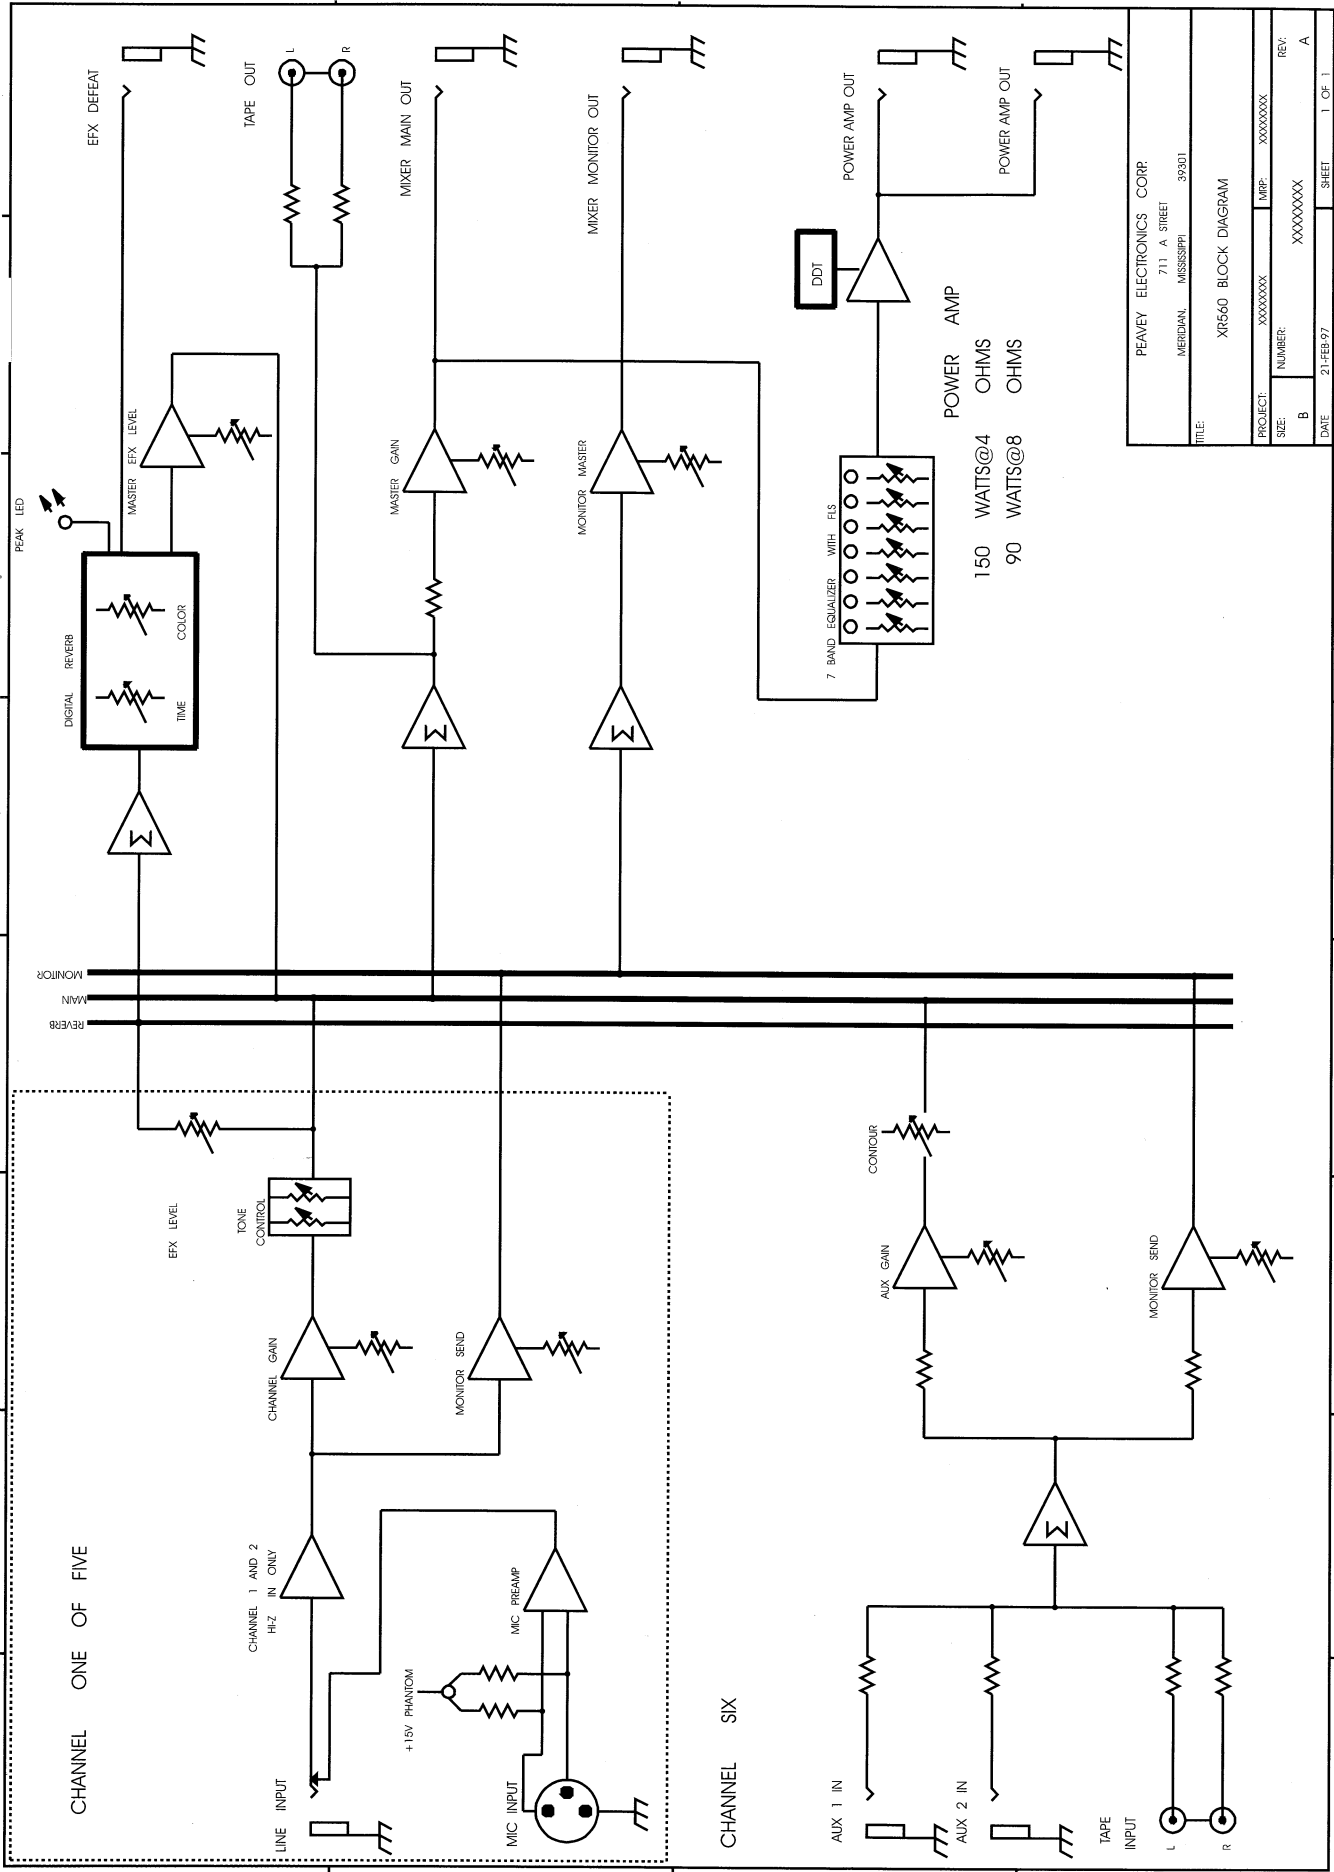 CHANNEL ONE OF FIVE
LINE INPUT
MIC INPUT
+15V PHANTOM
MIC PREAMP
CHANNEL 1 AND 2
HI-Z IN ONLY
CHANNEL GAIN
MONITOR SEND
TONE
CONTROL
EFX LEVEL
REVERB
MAIN
MONITOR
DIGITAL REVERB
TIME
COLOR
PEAK LED
MASTER EFX LEVEL
EFX DEFEAT
TAPE OUT
L
R
Σ
MASTER GAIN
MIXER MAIN OUT
Σ
MONITOR MASTER
MIXER MONITOR OUT
Σ
7 BAND EQUALIZER WITH FLS
DDT
POWER AMP
150 WATTS@4 OHMS
90 WATTS@8 OHMS
POWER AMP OUT
POWER AMP OUT
CHANNEL SIX
AUX 1 IN
AUX 2 IN
TAPE
INPUT
L
R
Σ
AUX GAIN
CONTOUR
MONITOR SEND
PEAVEY ELECTRONICS CORP.
711 A STREET
MERIDIAN, MISSISSIPPI 39301
TITLE:
XR560 BLOCK DIAGRAM
PROJECT: XXXXXXXX MRP: XXXXXXXX
SIZE: B NUMBER: XXXXXXXX REV: A
DATE 21-FEB-97 SHEET 1 OF 1